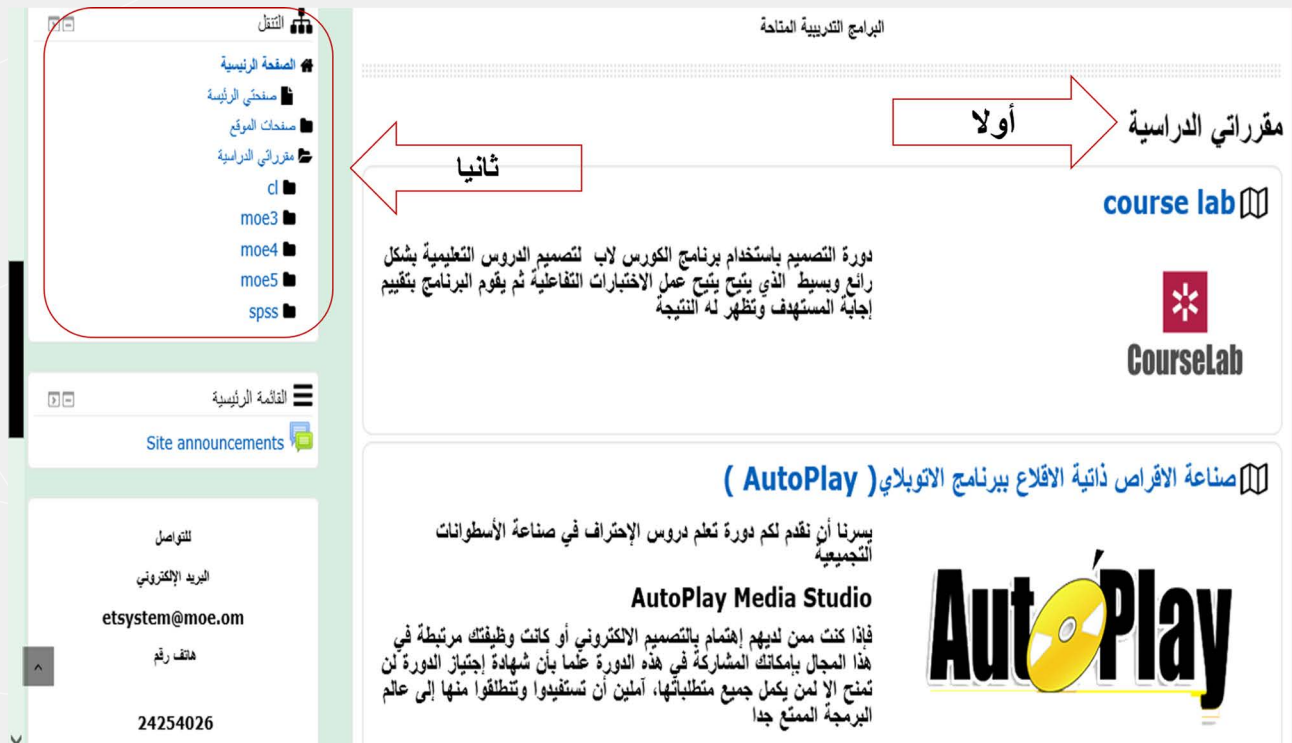 البرامج التدريبية المتاحة
مقرراتي الدراسية
أولا
course lab
دورة التصميم باستخدام برنامج الكورس لاب لتصميم الدروس التعليمية بشكل
رائع وبسيط الذي يتيح يتيح عمل الاختبارات التفاعلية ثم يقوم البرنامج بتقييم
إجابة المستهدف وتظهر له النتيجة
CourseLab
صناعة الاقراص ذاتية الاقلاع ببرنامج الاتوبلاي( AutoPlay )
يسرنا أن نقدم لكم دورة تعلم دروس الإحتراف في صناعة الأسطوانات
التجميعية
AutoPlay Media Studio
فإذا كنت ممن لديهم إهتمام بالتصميم الإلكتروني أو كانت وظيفتك مرتبطة في
هذا المجال بإمكانك المشاركة في هذه الدورة علما بأن شهادة إجتياز الدورة لن
تمنح الا لمن يكمل جميع متطلباتها، آملين أن تستفيدوا وتنطلقوا منها إلى عالم
البرمجة الممتع جدا
AutoPlay
التنقل
الصفحة الرئيسية
صفحتي الرئيسة
صفحات الموقع
مقرراتي الدراسية
cl
moe3
moe4
moe5
spss
ثانيا
القائمة الرئيسية
Site announcements
للتواصل
البريد الإلكتروني
etsystem@moe.om
هاتف رقم
24254026